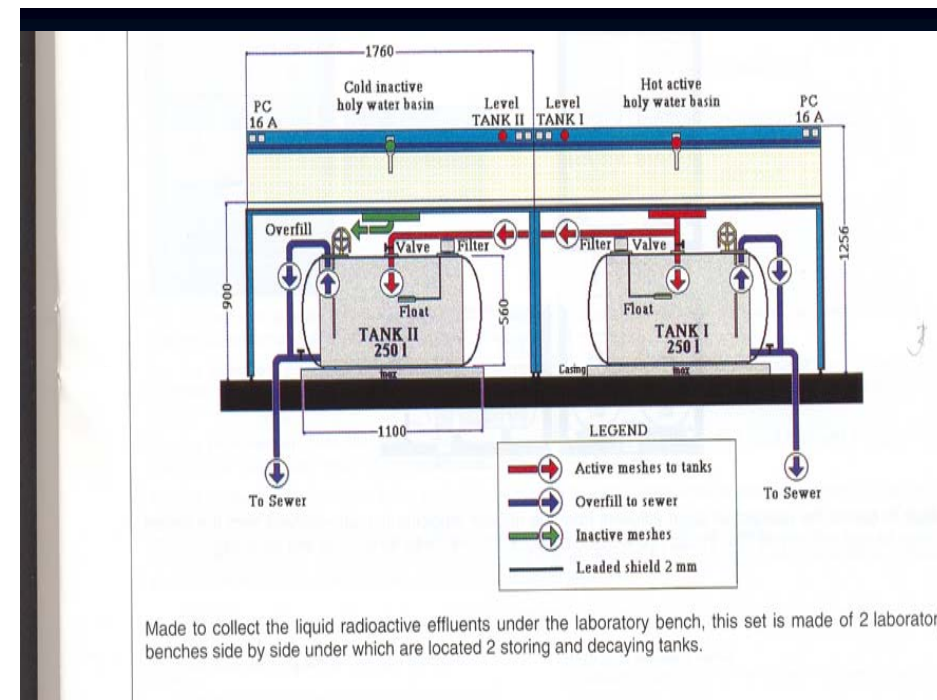 1760
Cold inactive
holy water basin
Hot active
holy water basin
PC
16 A
Level
TANK II
Level
TANK I
PC
16 A
Overfill
Valve
Filter
Filter
Valve
900
1256
Float
560
Float
TANK II
250 l
TANK I
250 l
Inox
Casing
Inox
1100
LEGEND
Active meshes to tanks
Overfill to sewer
Inactive meshes
Leaded shield 2 mm
To Sewer
To Sewer
Made to collect the liquid radioactive effluents under the laboratory bench, this set is made of 2 laborator
benches side by side under which are located 2 storing and decaying tanks.